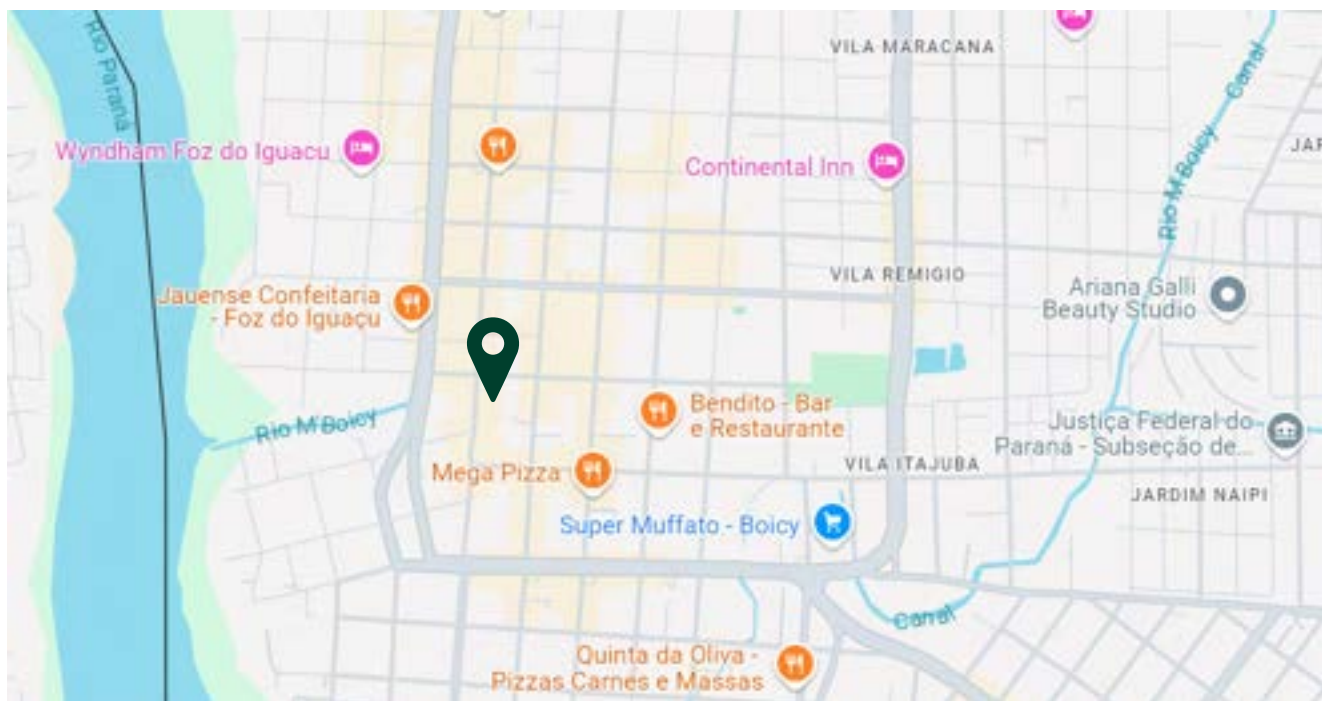 Rio Paraná
VILA MARACANA
Wyndham Foz do Iguacu
Continental Inn
Rio M'Boicy
Canal
VILA REMIGIO
Jauense Confeitaria
- Foz do Iguaçu
Ariana Galli
Beauty Studio
Bendito - Bar
e Restaurante
Rio M'Boicy
Justiça Federal do
Paraná - Subseção de...
Mega Pizza
VILA ITAJUBA
JARDIM NAIPI
Super Muffato - Boicy
Canal
Quinta da Oliva -
Pizzas Carnes e Massas